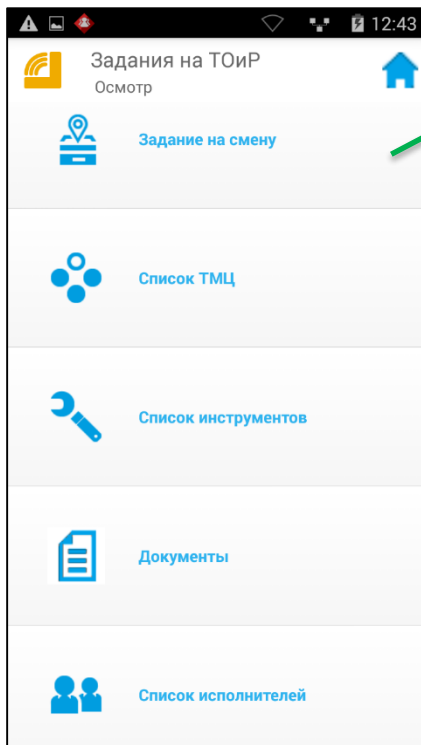 12:43
Задания на ТОиР
Осмотр
Задание на смену
Список ТМЦ
Список инструментов
Документы
Список исполнителей